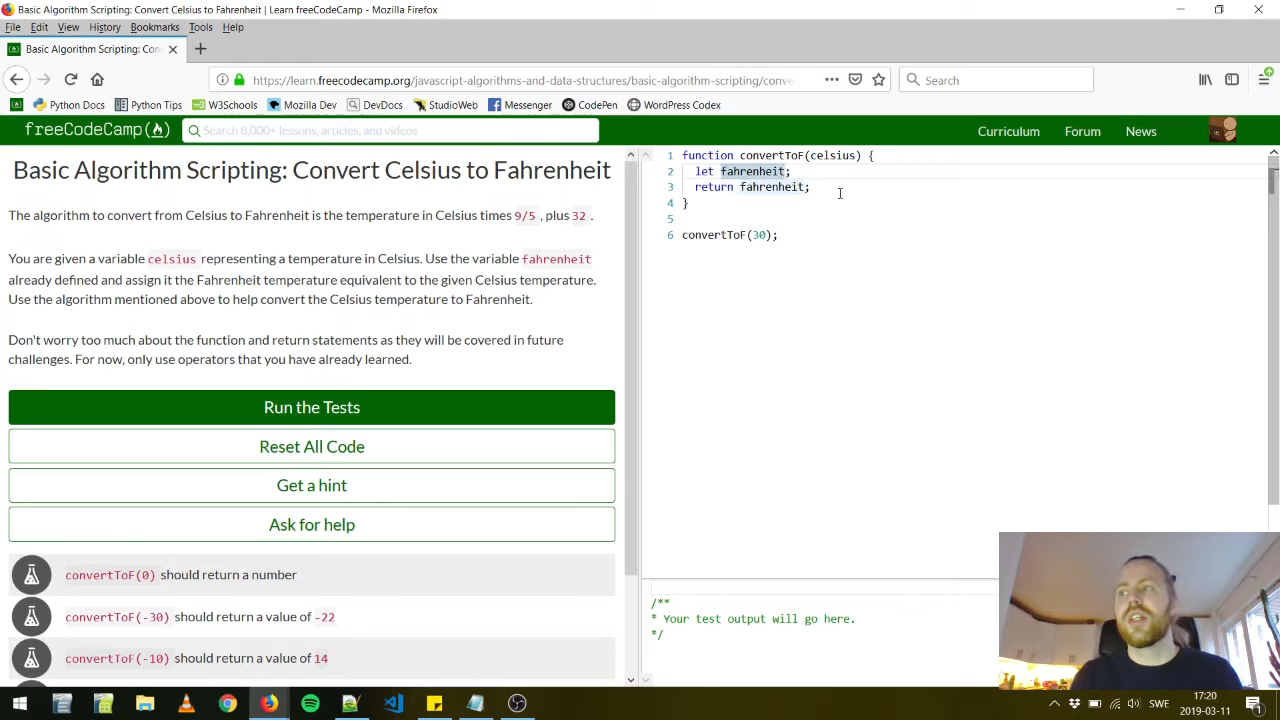 Basic Algorithm Scripting: Convert Celsius to Fahrenheit | Learn freeCodeCamp - Mozilla Firefox
File Edit View History Bookmarks Tools Help
Basic Algorithm Scripting: Con
https://learn.freecodecamp.org/javascript-algorithms-and-data-structures/basic-algorithm-scripting/conve
Search
Python Docs Python Tips W3Schools Mozilla Dev DevDocs StudioWeb Messenger CodePen WordPress Codex
freeCodeCamp
Search 8,000+ lessons, articles, and videos
Curriculum Forum News
Basic Algorithm Scripting: Convert Celsius to Fahrenheit
The algorithm to convert from Celsius to Fahrenheit is the temperature in Celsius times 9/5, plus 32.
You are given a variable celsius representing a temperature in Celsius. Use the variable fahrenheit
already defined and assign it the Fahrenheit temperature equivalent to the given Celsius temperature.
Use the algorithm mentioned above to help convert the Celsius temperature to Fahrenheit.
Don't worry too much about the function and return statements as they will be covered in future
challenges. For now, only use operators that you have already learned.
Run the Tests
Reset All Code
Get a hint
Ask for help
convertToF(0) should return a number
convertToF(-30) should return a value of -22
convertToF(-10) should return a value of 14
1 function convertToF(celsius) {
2 let fahrenheit;
3 return fahrenheit;
4 }
5
6 convertToF(30);
/**
* Your test output will go here.
*/
SWE
17:20
2019-03-11
1